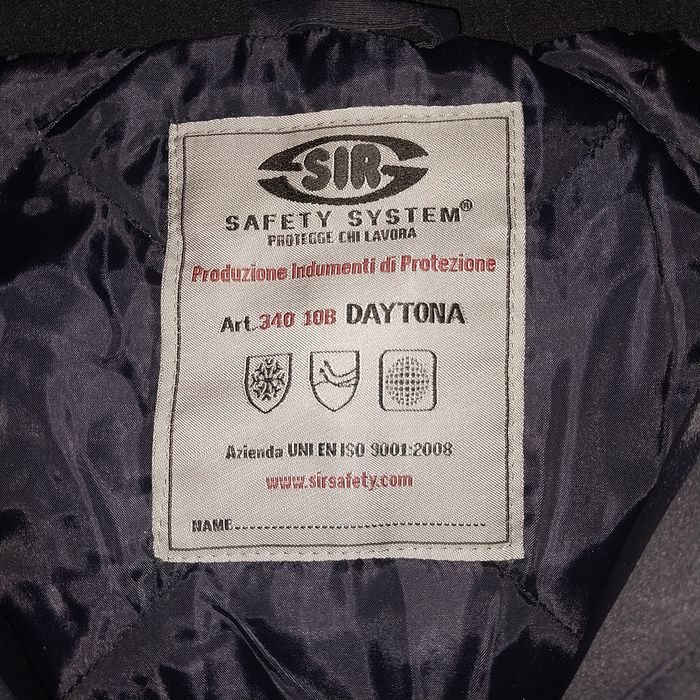 SIR
SAFETY SYSTEM®
PROTEGGE CHI LAVORA
Produzione Indumenti di Protezione
Art. 340 10B DAYTONA
Azienda UNI EN ISO 9001:2008
www.sirsafety.com
NAME